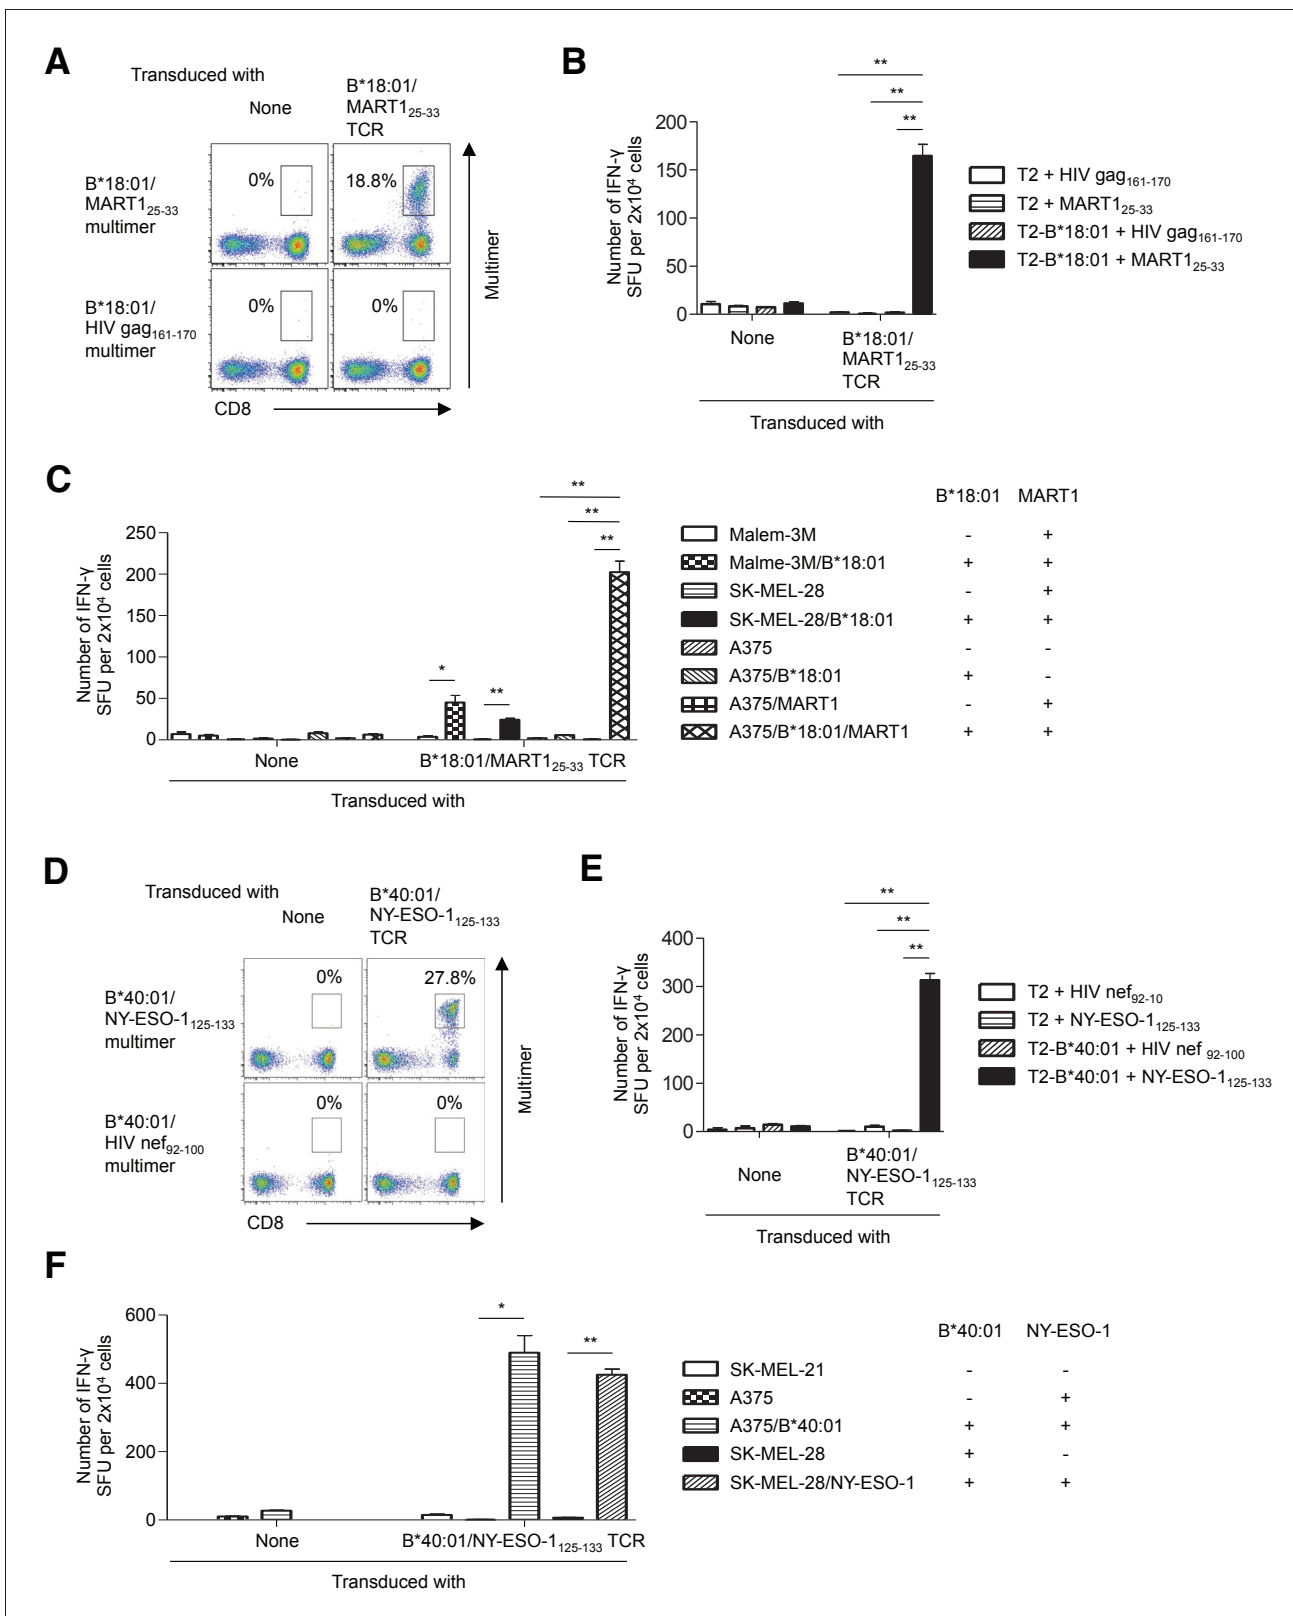 A
Transduced with
None
B*18:01/
MART1₂₅₋₃₃
TCR
B*18:01/
MART1₂₅₋₃₃
multimer
0%
18.8%
B*18:01/
HIV gag₁₆₁₋₁₇₀
multimer
0%
0%
Multimer
CD8
B
Number of IFN-γ
SFU per 2x10⁴ cells
200
150
100
50
0
**
**
**
None
B*18:01/
MART1₂₅₋₃₃
TCR
Transduced with
T2 + HIV gag₁₆₁₋₁₇₀
T2 + MART1₂₅₋₃₃
T2-B*18:01 + HIV gag₁₆₁₋₁₇₀
T2-B*18:01 + MART1₂₅₋₃₃
C
Number of IFN-γ
SFU per 2x10⁴ cells
250
200
150
100
50
0
*
**
**
**
**
None
B*18:01/MART1₂₅₋₃₃ TCR
Transduced with
B*18:01 MART1
Malem-3M - +
Malme-3M/B*18:01 + +
SK-MEL-28 - +
SK-MEL-28/B*18:01 + +
A375 - -
A375/B*18:01 + -
A375/MART1 - +
A375/B*18:01/MART1 + +
D
Transduced with
None
B*40:01/
NY-ESO-1₁₂₅₋₁₃₃
TCR
B*40:01/
NY-ESO-1₁₂₅₋₁₃₃
multimer
0%
27.8%
B*40:01/
HIV nef₉₂₋₁₀₀
multimer
0%
0%
Multimer
CD8
E
Number of IFN-γ
SFU per 2x10⁴ cells
400
300
200
100
0
**
**
**
None
B*40:01/
NY-ESO-1₁₂₅₋₁₃₃
TCR
Transduced with
T2 + HIV nef₉₂₋₁₀
T2 + NY-ESO-1₁₂₅₋₁₃₃
T2-B*40:01 + HIV nef ₉₂₋₁₀₀
T2-B*40:01 + NY-ESO-1₁₂₅₋₁₃₃
F
Number of IFN-γ
SFU per 2x10⁴ cells
600
400
200
0
*
**
None
B*40:01/NY-ESO-1₁₂₅₋₁₃₃ TCR
Transduced with
B*40:01 NY-ESO-1
SK-MEL-21 - -
A375 - +
A375/B*40:01 + +
SK-MEL-28 + -
SK-MEL-28/NY-ESO-1 + +